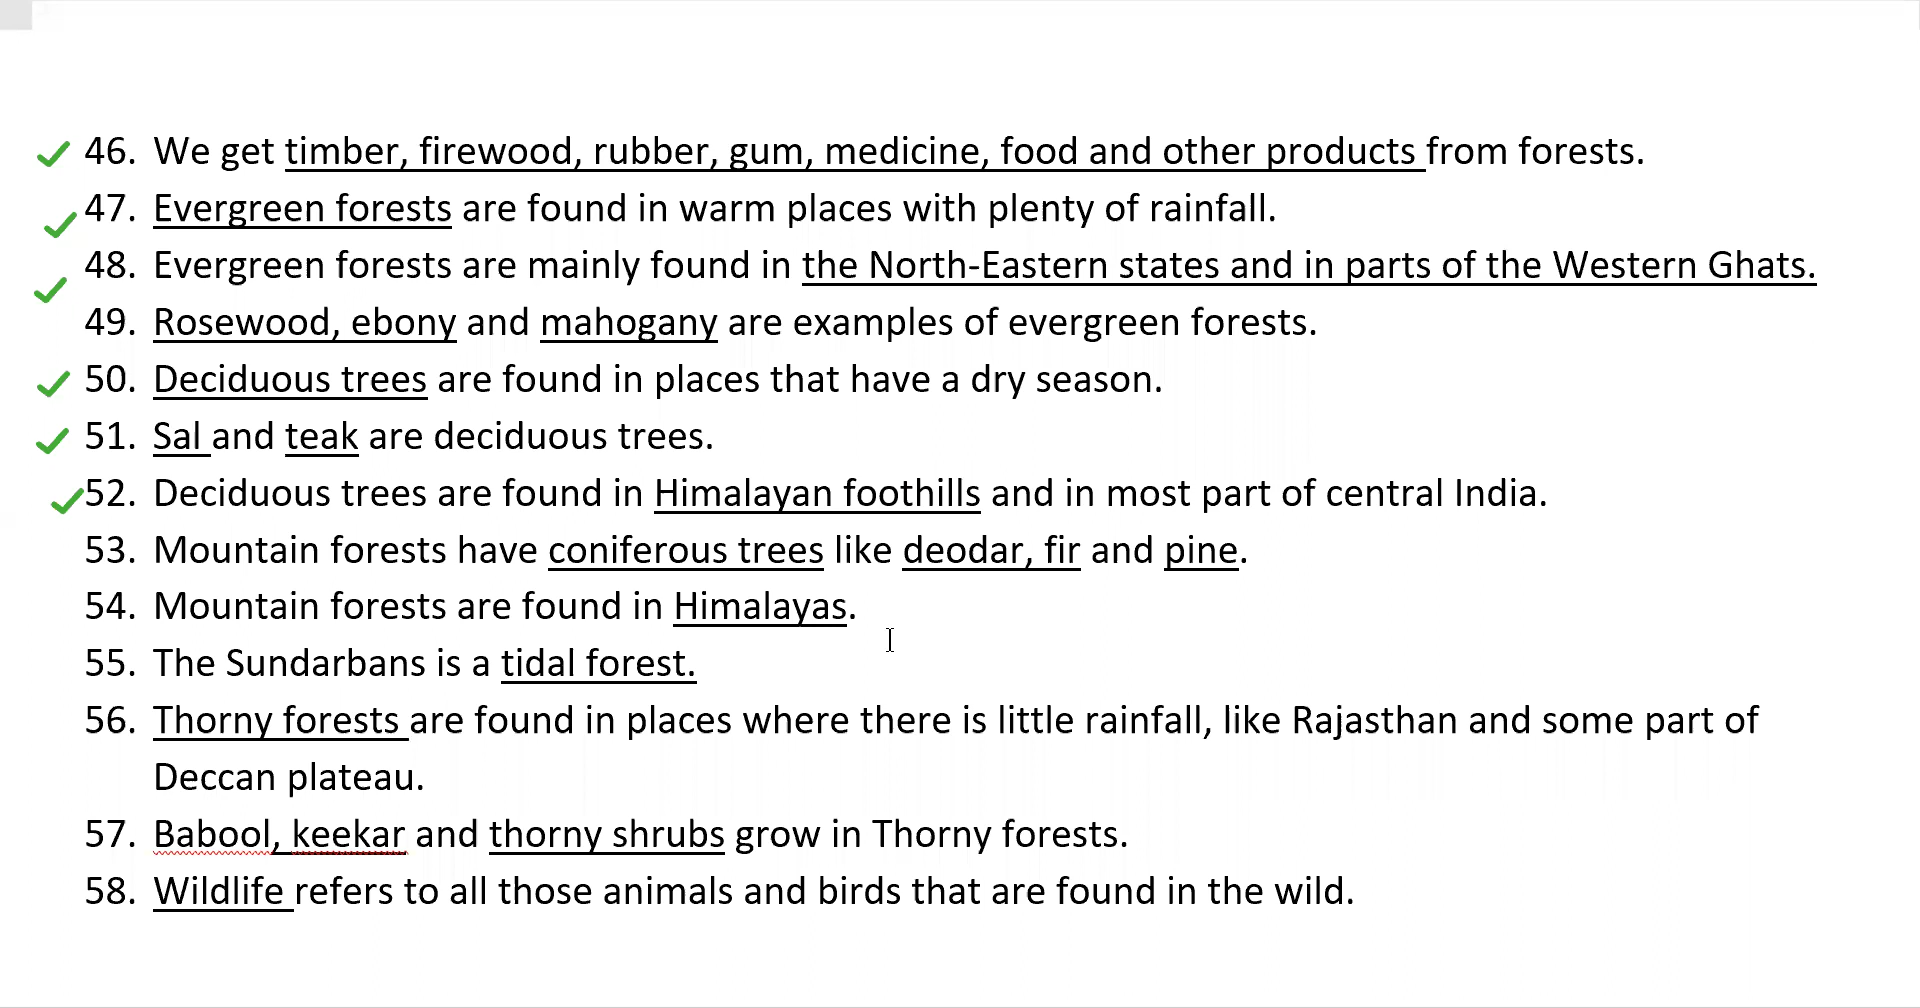 46. We get timber, firewood, rubber, gum, medicine, food and other products from forests.
47. Evergreen forests are found in warm places with plenty of rainfall.
48. Evergreen forests are mainly found in the North-Eastern states and in parts of the Western Ghats.
49. Rosewood, ebony and mahogany are examples of evergreen forests.
50. Deciduous trees are found in places that have a dry season.
51. Sal and teak are deciduous trees.
52. Deciduous trees are found in Himalayan foothills and in most part of central India.
53. Mountain forests have coniferous trees like deodar, fir and pine.
54. Mountain forests are found in Himalayas.
55. The Sundarbans is a tidal forest.
56. Thorny forests are found in places where there is little rainfall, like Rajasthan and some part of
Deccan plateau.
57. Babool, keekar and thorny shrubs grow in Thorny forests.
58. Wildlife refers to all those animals and birds that are found in the wild.